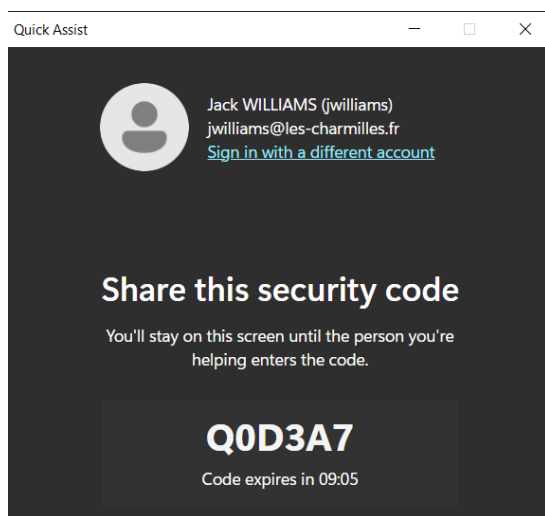 Quick Assist
Jack WILLIAMS (jwilliams)
jwilliams@les-charmilles.fr
Sign in with a different account
Share this security code
You'll stay on this screen until the person you're
helping enters the code.
Q0D3A7
Code expires in 09:05